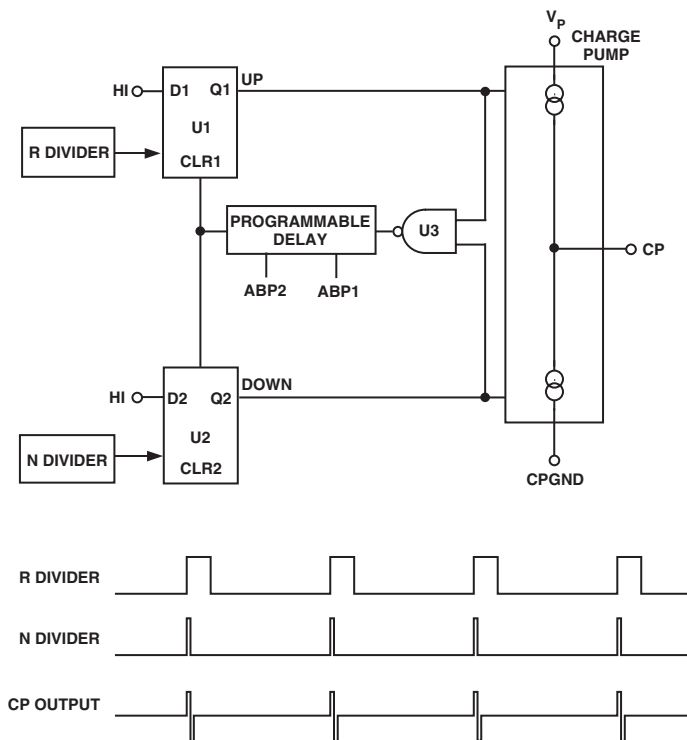 VP
CHARGE
PUMP
HI
D1
Q1
UP
U1
R DIVIDER
CLR1
PROGRAMMABLE
DELAY
U3
CP
ABP2
ABP1
HI
D2
Q2
DOWN
U2
N DIVIDER
CLR2
CPGND
R DIVIDER
N DIVIDER
CP OUTPUT